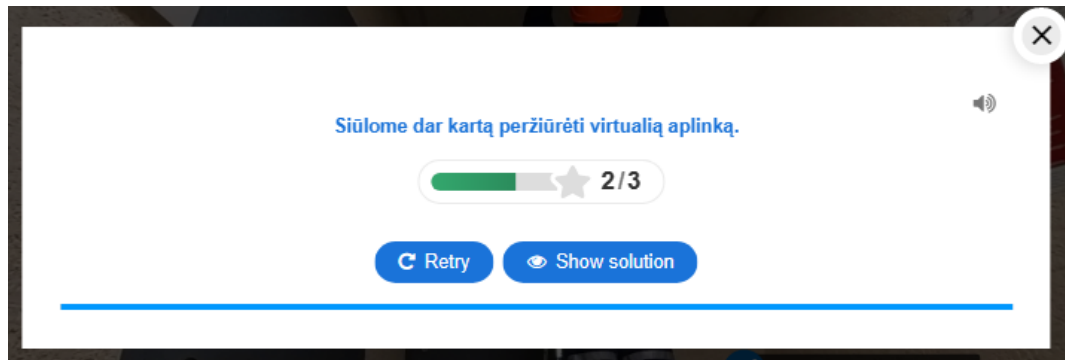 Siūlome dar kartą peržiūrėti virtualią aplinką.
2/3
Retry
Show solution